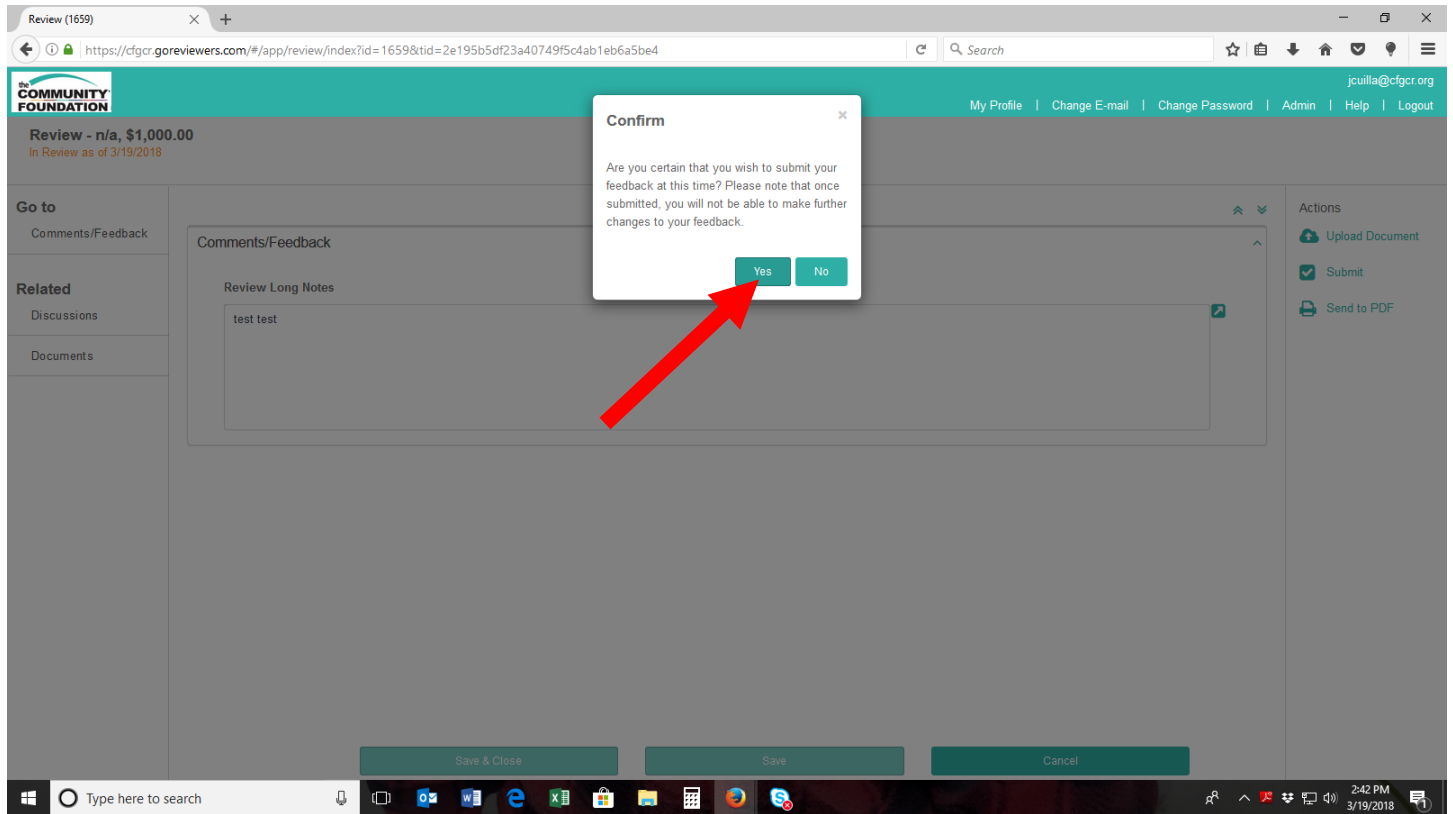 Review (1659)
https://cfgcr.goreviewers.com/#/app/review/index?id=1659&tid=2e195b5df23a40749f5c4ab1eb6a5be4
Search
the
COMMUNITY
FOUNDATION
jcuilla@cfgcr.org
My Profile | Change E-mail | Change Password | Admin | Help | Logout
Review - n/a, $1,000.00
In Review as of 3/19/2018
Confirm
Are you certain that you wish to submit your
feedback at this time? Please note that once
submitted, you will not be able to make further
changes to your feedback.
Yes No
Go to
Comments/Feedback
Related
Discussions
Documents
Comments/Feedback
Review Long Notes
test test
Actions
Upload Document
Submit
Send to PDF
Save & Close Save Cancel
Type here to search
2:42 PM
3/19/2018